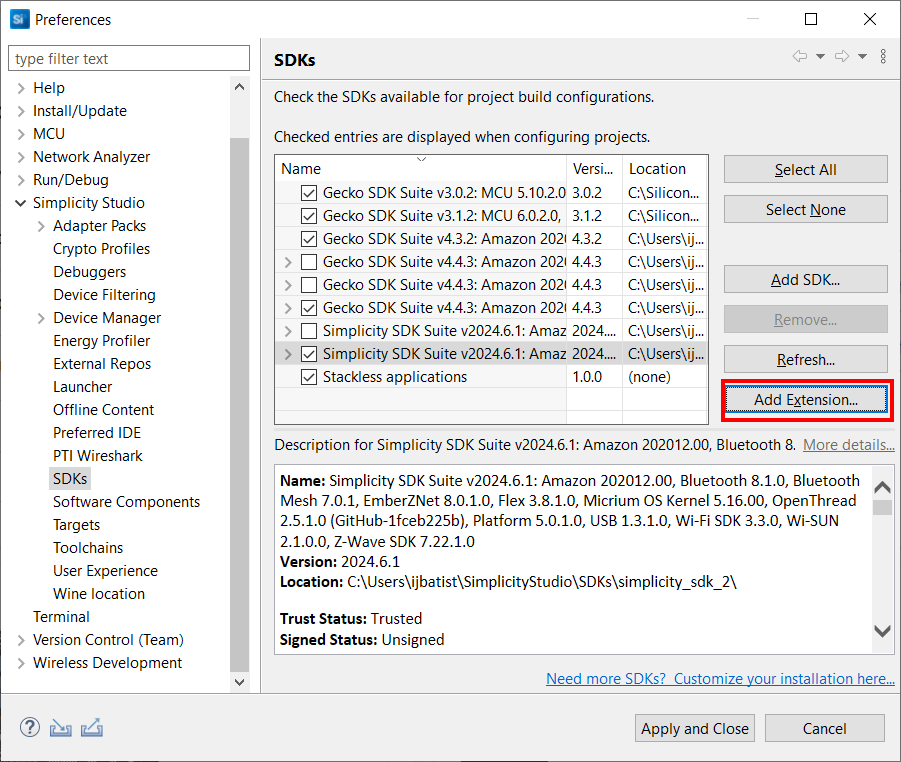 Si Preferences
type filter text
Help
Install/Update
MCU
Network Analyzer
Run/Debug
Simplicity Studio
Adapter Packs
Crypto Profiles
Debuggers
Device Filtering
Device Manager
Energy Profiler
External Repos
Launcher
Offline Content
Preferred IDE
PTI Wireshark
SDKs
Software Components
Targets
Toolchains
User Experience
Wine location
Terminal
Version Control (Team)
Wireless Development
SDKs
Check the SDKs available for project build configurations.
Checked entries are displayed when configuring projects.
Name Versi... Location
Gecko SDK Suite v3.0.2: MCU 5.10.2.0 3.0.2 C:\Silicon...
Gecko SDK Suite v3.1.2: MCU 6.0.2.0, 3.1.2 C:\Silicon...
Gecko SDK Suite v4.3.2: Amazon 2020 4.3.2 C:\Users\ij...
Gecko SDK Suite v4.4.3: Amazon 2020 4.4.3 C:\Users\ij...
Gecko SDK Suite v4.4.3: Amazon 2020 4.4.3 C:\Users\ij...
Gecko SDK Suite v4.4.3: Amazon 2020 4.4.3 C:\Users\ij...
Simplicity SDK Suite v2024.6.1: Amaz 2024.... C:\Users\ij...
Simplicity SDK Suite v2024.6.1: Amaz 2024.... C:\Users\ij...
Stackless applications 1.0.0 (none)
Select All
Select None
Add SDK...
Remove...
Refresh...
Add Extension...
Description for Simplicity SDK Suite v2024.6.1: Amazon 202012.00, Bluetooth 8. More details...
Name: Simplicity SDK Suite v2024.6.1: Amazon 202012.00, Bluetooth 8.1.0, Bluetooth
Mesh 7.0.1, EmberZNet 8.0.1.0, Flex 3.8.1.0, Micrium OS Kernel 5.16.00, OpenThread
2.5.1.0 (GitHub-1fceb225b), Platform 5.0.1.0, USB 1.3.1.0, Wi-Fi SDK 3.3.0, Wi-SUN
2.1.0.0, Z-Wave SDK 7.22.1.0
Version: 2024.6.1
Location: C:\Users\ijbatist\SimplicityStudio\SDKs\simplicity_sdk_2\
Trust Status: Trusted
Signed Status: Unsigned
Need more SDKs? Customize your installation here...
Apply and Close
Cancel